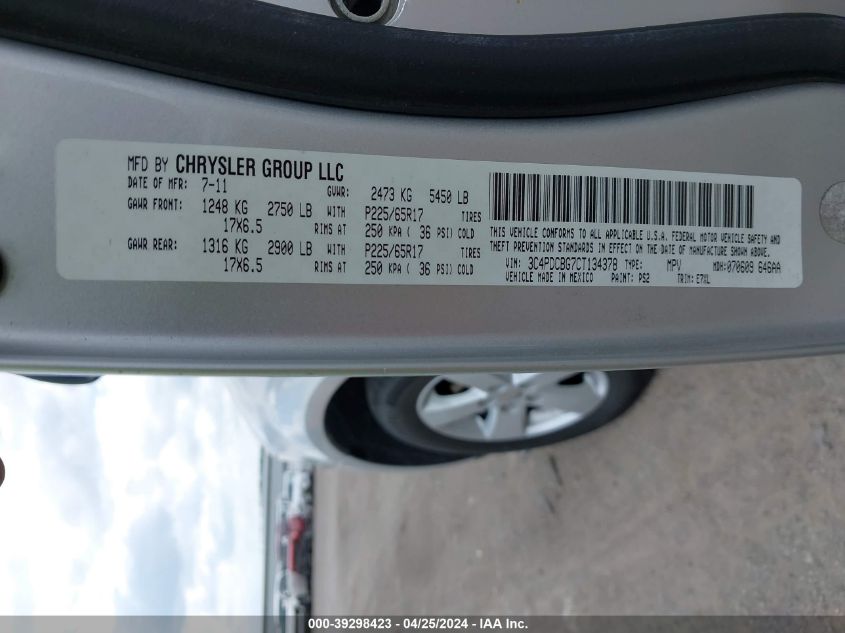 MFD BY CHRYSLER GROUP LLC
DATE OF MFR: 7-11 GVWR: 2473 KG 5450 LB
GAWR FRONT: 1248 KG 2750 LB WITH P225/65R17 TIRES
17X6.5 RIMS AT 250 KPA ( 36 PSI) COLD
GAWR REAR: 1316 KG 2900 LB WITH P225/65R17 TIRES
17X6.5 RIMS AT 250 KPA ( 36 PSI) COLD
THIS VEHICLE CONFORMS TO ALL APPLICABLE U.S.A. FEDERAL MOTOR VEHICLE SAFETY AND
THEFT PREVENTION STANDARDS IN EFFECT ON THE DATE OF MANUFACTURE SHOWN ABOVE.
VIN: 3C4PDCBG7CT134378 TYPE: MPV MDH: 070609 646AA
VEHICLE MADE IN MEXICO PAINT: PS2 TRIM: E7XL
000-39298423 - 04/25/2024 - IAA Inc.